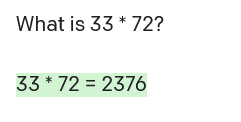 What is 33 * 72?
33 * 72 = 2376